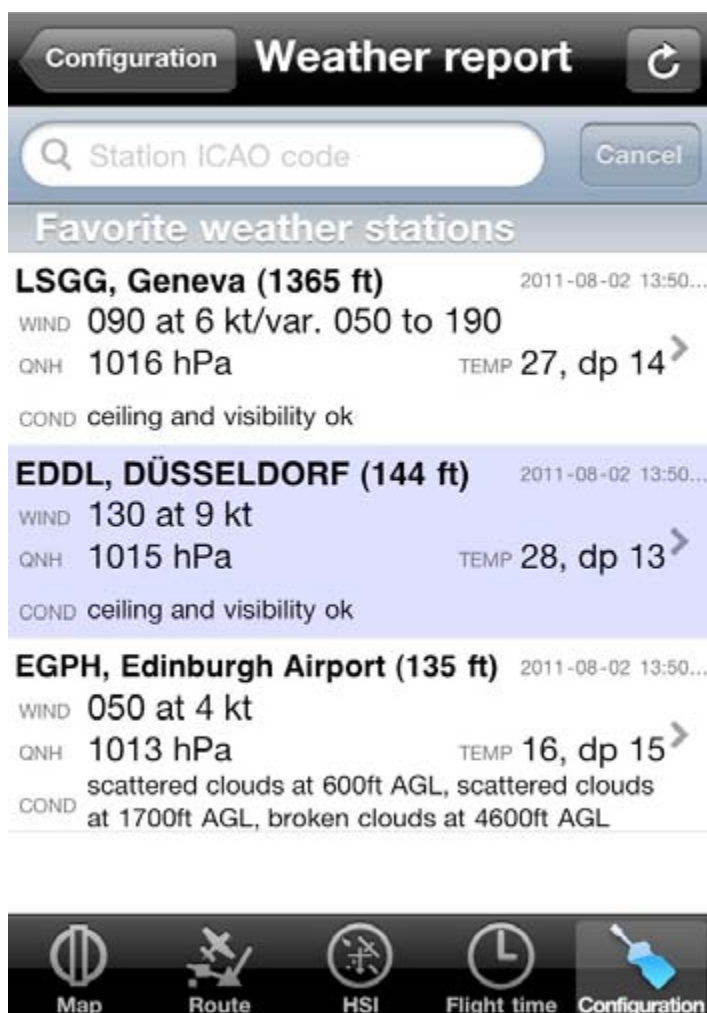 Configuration Weather report
Station ICAO code Cancel
Favorite weather stations
LSGG, Geneva (1365 ft) 2011-08-02 13:50...
WIND 090 at 6 kt/var. 050 to 190
QNH 1016 hPa TEMP 27, dp 14
COND ceiling and visibility ok
EDDL, DÜSSELDORF (144 ft) 2011-08-02 13:50...
WIND 130 at 9 kt
QNH 1015 hPa TEMP 28, dp 13
COND ceiling and visibility ok
EGPH, Edinburgh Airport (135 ft) 2011-08-02 13:50...
WIND 050 at 4 kt
QNH 1013 hPa TEMP 16, dp 15
COND scattered clouds at 600ft AGL, scattered clouds
at 1700ft AGL, broken clouds at 4600ft AGL
Map Route HSI Flight time Configuration